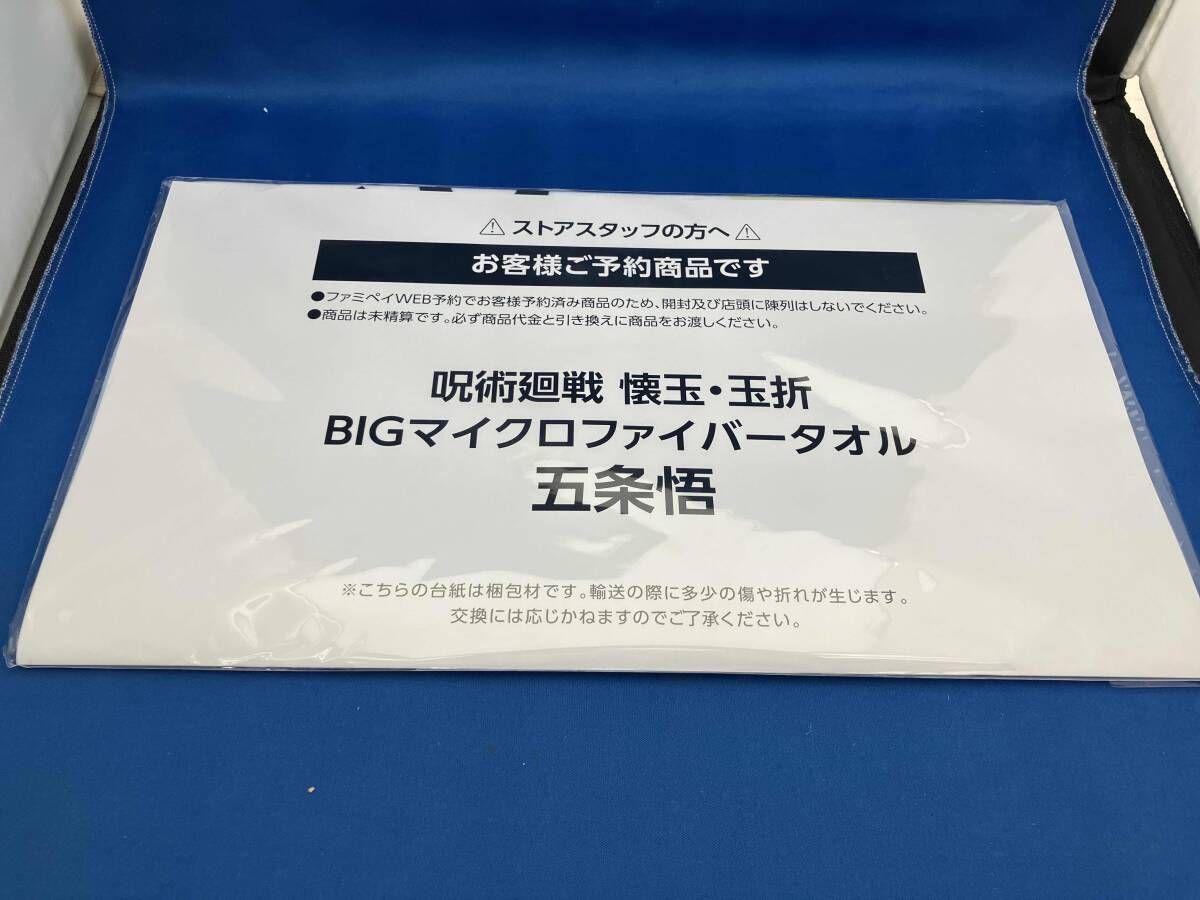 ⚠ストアスタッフの方へ⚠
お客様ご予約商品です
●ファミペイWEB予約でお客様予約済み商品のため、開封及び店頭に陳列はしないでください。
●商品は未精算です。必ず商品代金と引き換えに商品をお渡しください。
呪術廻戦 懐玉・玉折
BIGマイクロファイバータオル
五条悟
※こちらの台紙は梱包材です。輸送の際に多少の傷や折れが生じます。
交換には応じかねますのでご了承ください。